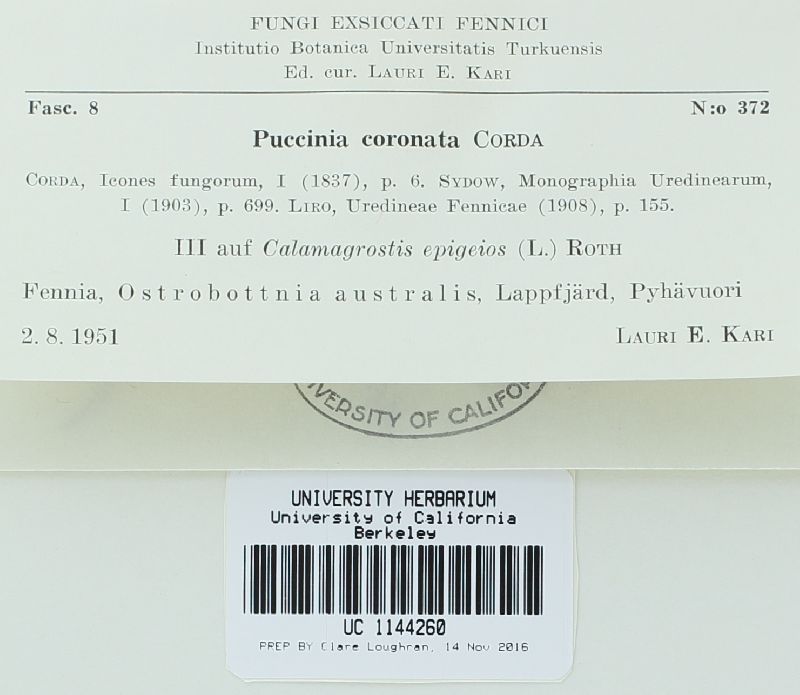 FUNGI EXSICCATI FENNICI
Institutio Botanica Universitatis Turkuensis
Ed. cur. LAURI E. KARI
Fasc. 8 N:o 372
Puccinia coronata CORDA
CORDA, Icones fungorum, I (1837), p. 6. SYDOW, Monographia Uredinearum,
I (1903), p. 699. LIRO, Uredineae Fennicae (1908), p. 155.
III auf Calamagrostis epigeios (L.) ROTH
Fennia, Ostrobottnia australis, Lappfjärd, Pyhävuori
2. 8. 1951 LAURI E. KARI
IVERSITY OF CALIFO
UNIVERSITY HERBARIUM
University of California
Berkeley
UC 1144260
PREP BY Clare Loughran, 14 Nov 2016